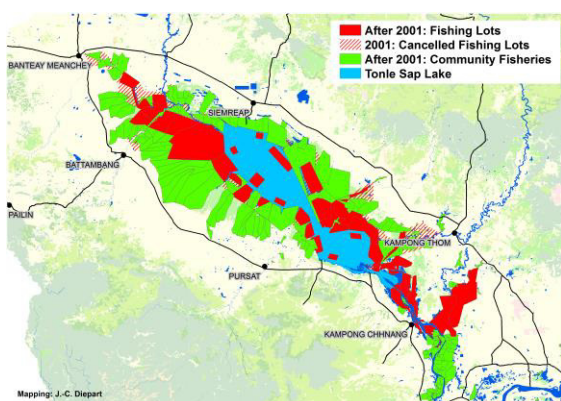 After 2001: Fishing Lots
2001: Cancelled Fishing Lots
After 2001: Community Fisheries
Tonle Sap Lake
BANTEAY MEANCHEY
SIEMREAP
BATTAMBANG
PAILIN
KAMPONG THOM
PURSAT
KAMPONG CHHNANG
Mapping: J.-C. Diepart